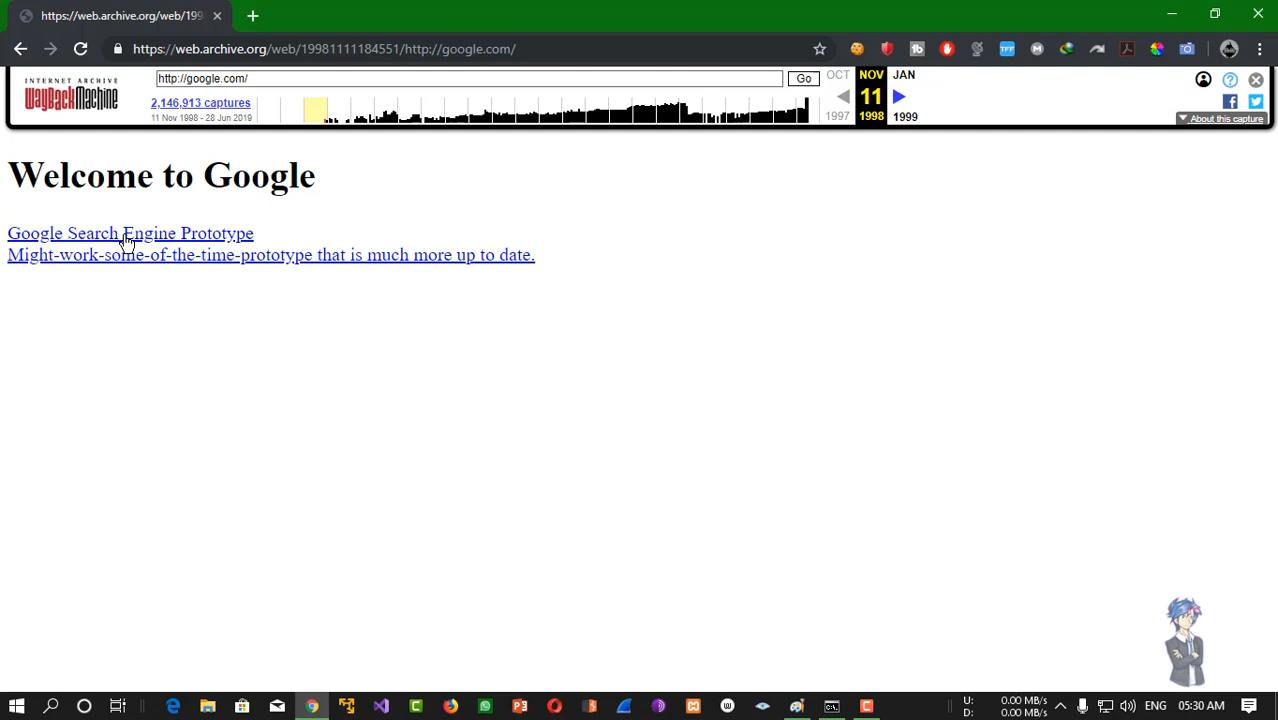 https://web.archive.org/web/199
https://web.archive.org/web/19981111184551/http://google.com/
INTERNET ARCHIVE
WayBackMachine
http://google.com/
Go
OCT
NOV
JAN
2,146,913 captures
11
11 Nov 1998 - 28 Jun 2019
1997
1998
1999
About this capture
Welcome to Google
Google Search Engine Prototype
Might-work-some-of-the-time-prototype that is much more up to date.
U: 0.00 MB/s
D: 0.00 MB/s
ENG
05:30 AM